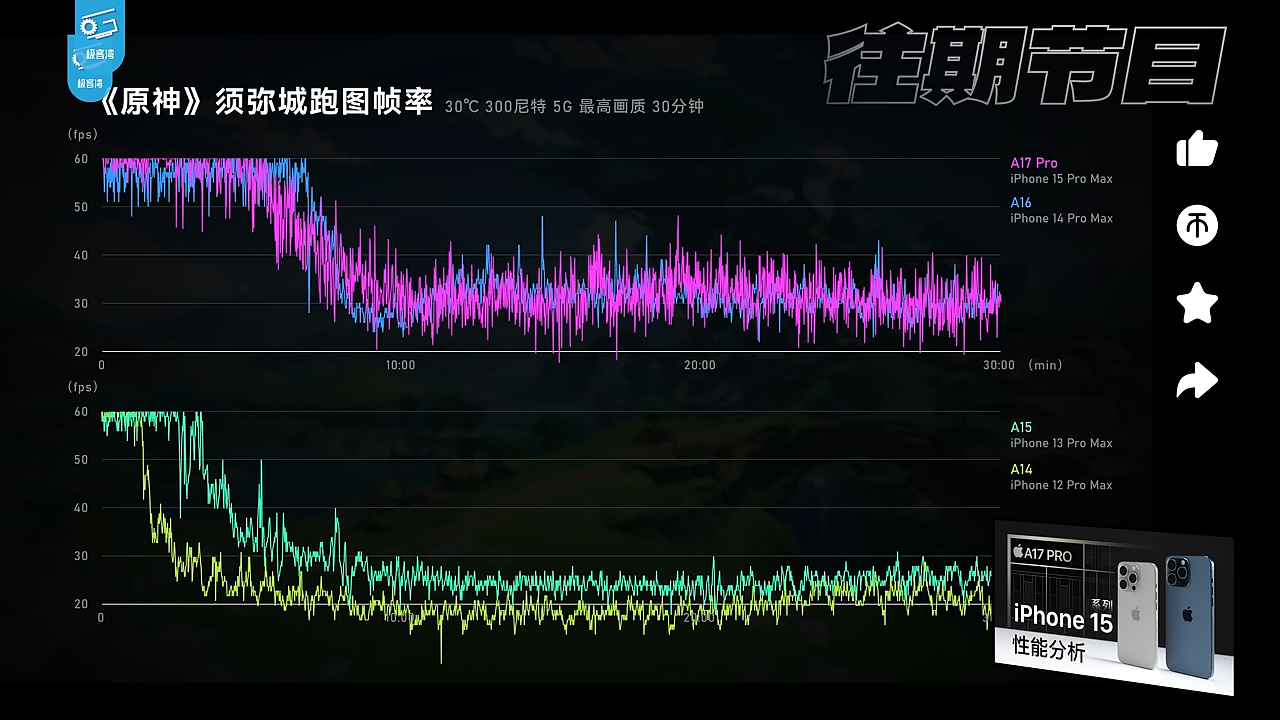 极客湾
极客湾
往期节目
《原神》须弥城跑图帧率 30℃ 300尼特 5G 最高画质 30分钟
(fps)
60
50
40
30
20
0 10:00 20:00 30:00 (min)
A17 Pro
iPhone 15 Pro Max
A16
iPhone 14 Pro Max
(fps)
60
50
40
30
20
0 10:00 20:00
A15
iPhone 13 Pro Max
A14
iPhone 12 Pro Max
A17 PRO
iPhone 15 系列
性能分析